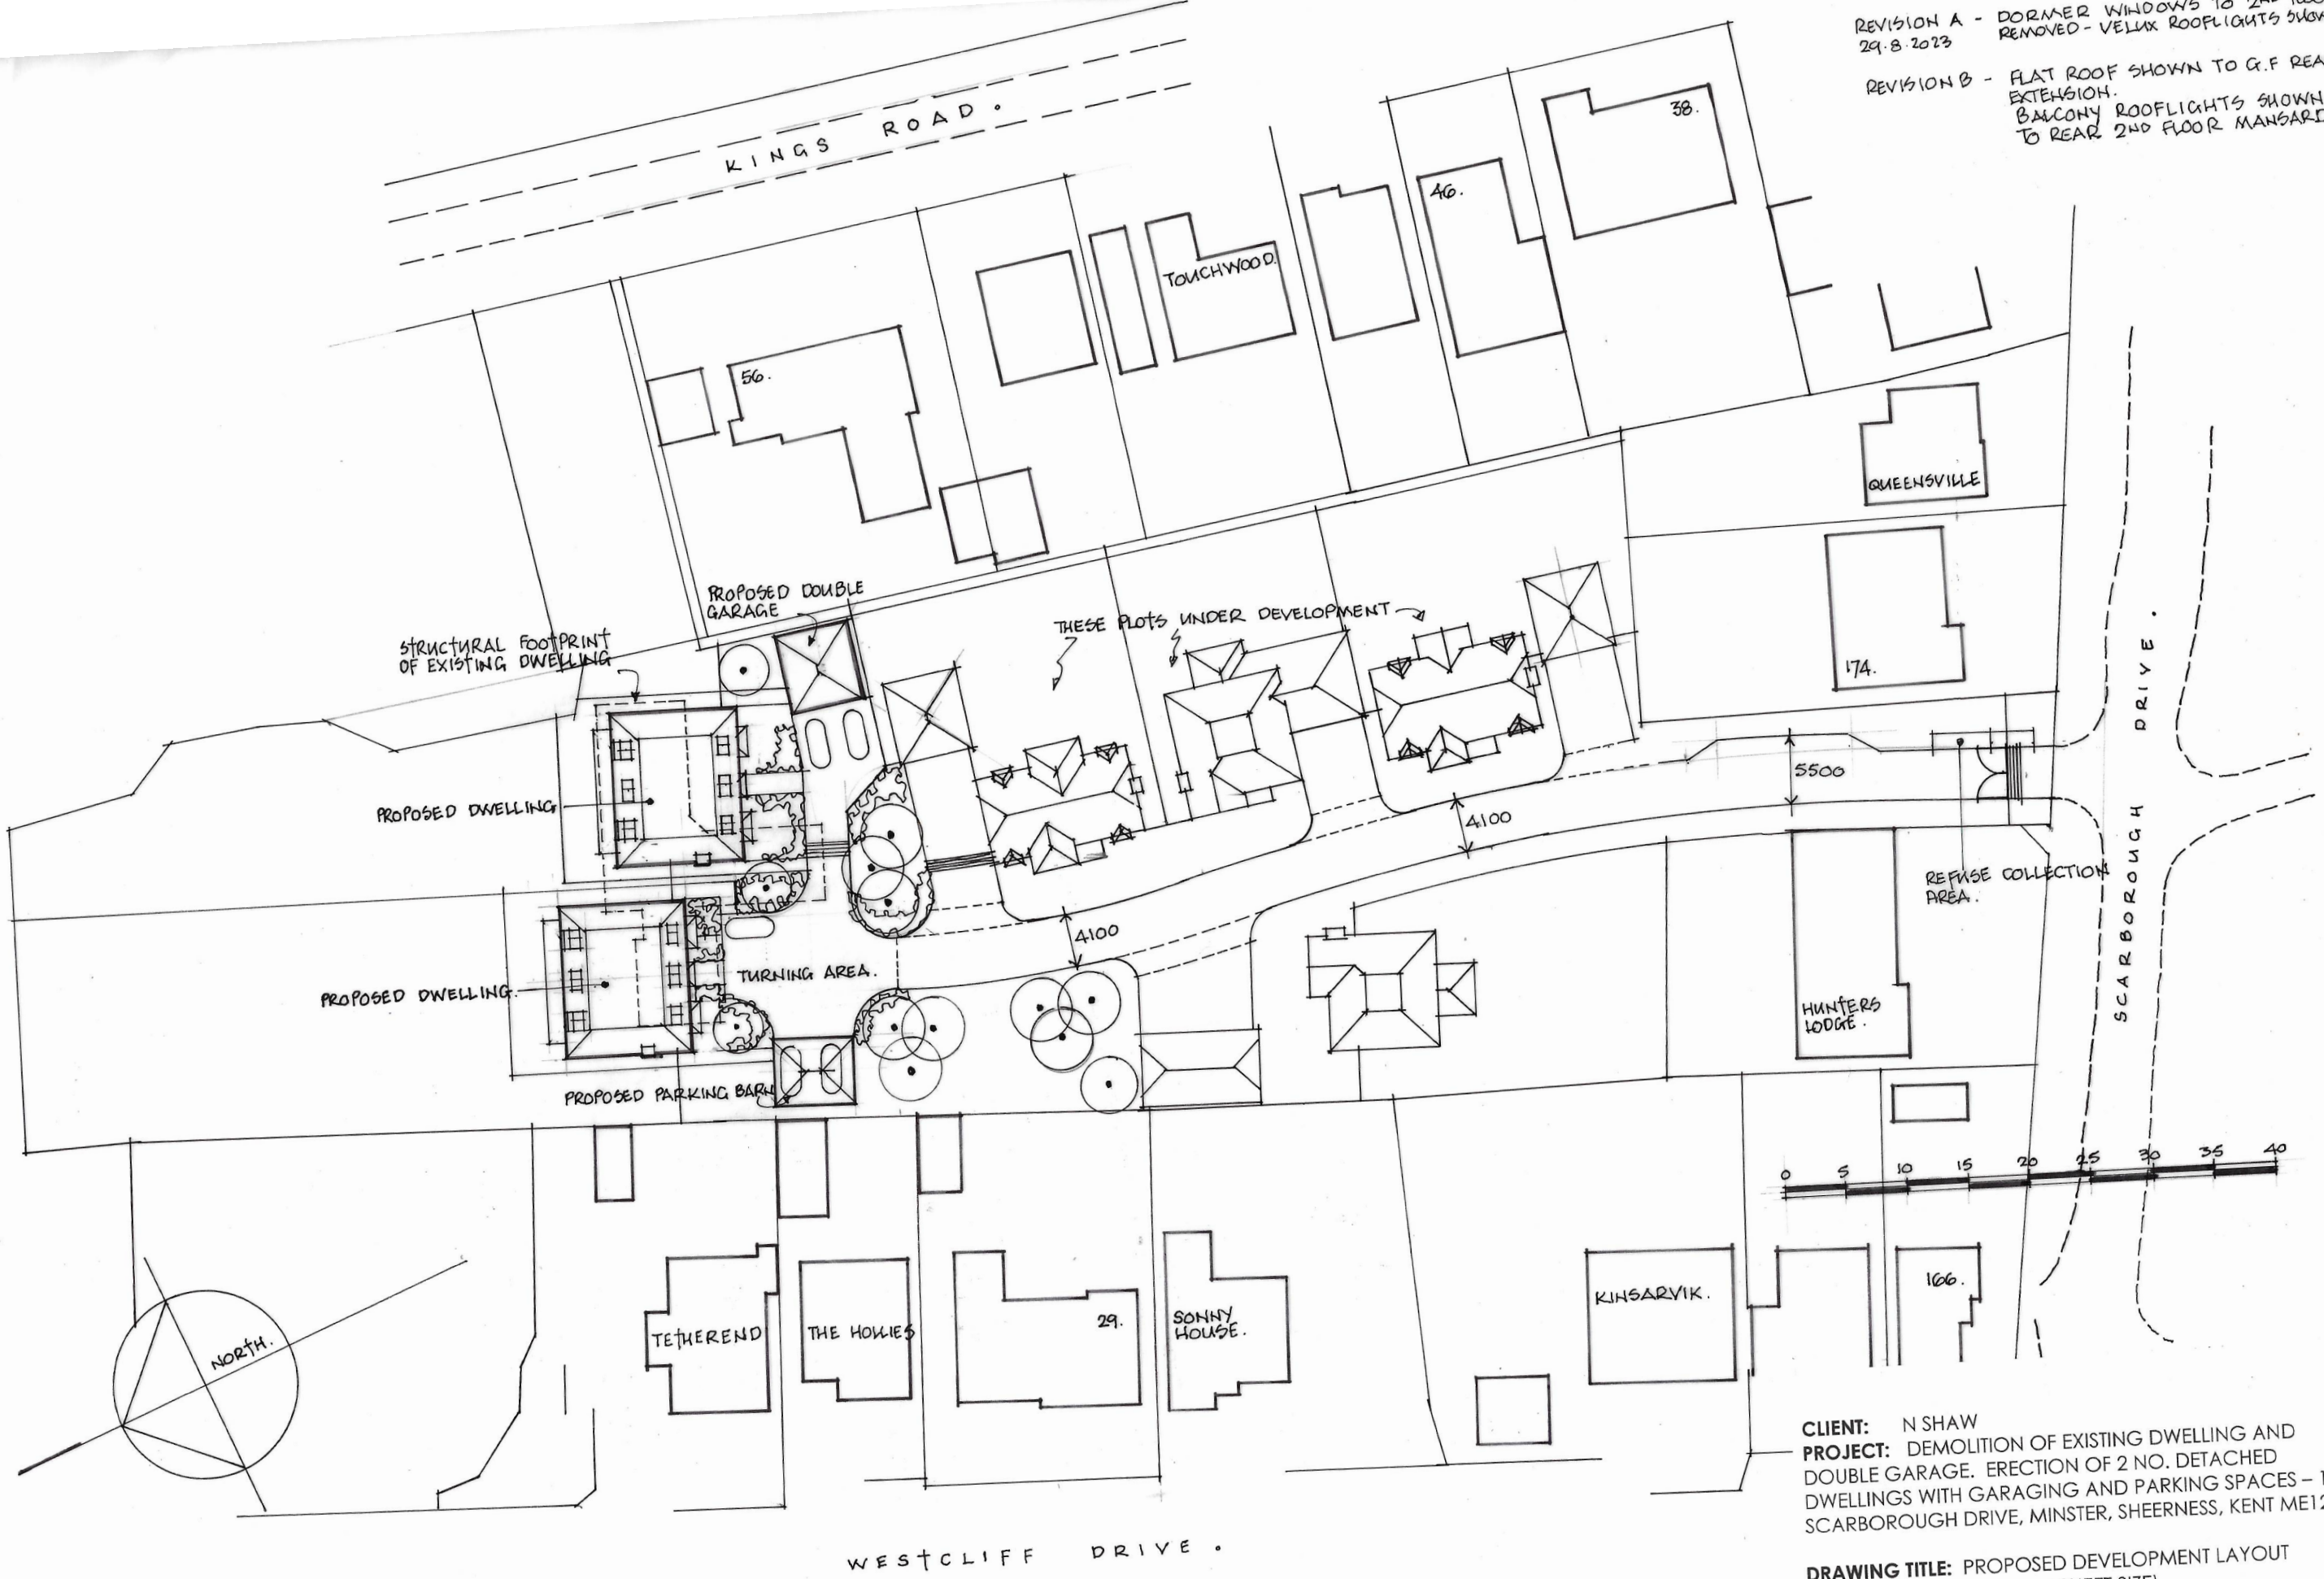 REVISION A - DORMER WINDOWS TO 2ND
29.8.2023 REMOVED - VELUX ROOFLIGHTS
REVISION B - FLAT ROOF SHOWN TO G.F
EXTENSION.
BALCONY ROOFLIGHTS SHOWN
TO REAR 2ND FLOOR
KINGS ROAD.
38.
46.
TOUCHWOOD.
56.
QUEENSVILLE
174.
PROPOSED DOUBLE
GARAGE
THESE PLOTS UNDER DEVELOPMENT
STRUCTURAL FOOTPRINT
OF EXISTING DWELLING
SCARBOROUGH DRIVE.
5500
PROPOSED DWELLING
4100
REFUSE COLLECTION
AREA.
4100
TURNING AREA.
PROPOSED DWELLING.
HUNTERS
LODGE.
PROPOSED PARKING BARN
0 5 10 15 20 25 30 35 40
KINSARVIK.
166.
NORTH.
TETHEREND
THE HOLLIES
29.
SONNY
HOUSE.
CLIENT: N SHAW
PROJECT: DEMOLITION OF EXISTING DWELLING AND
DOUBLE GARAGE. ERECTION OF 2 NO. DETACHED
DWELLINGS WITH GARAGING AND PARKING SPACES –
SCARBOROUGH DRIVE, MINSTER, SHEERNESS, KENT
WESTCLIFF DRIVE.
DRAWING TITLE: PROPOSED DEVELOPMENT LAYOUT